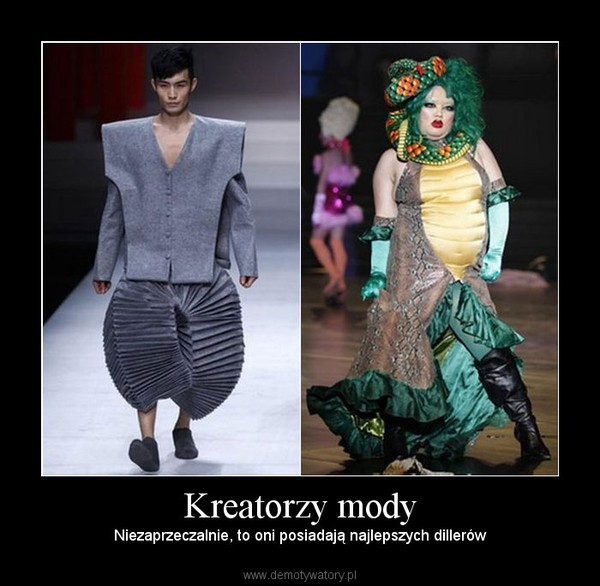 Kreatorzy mody
Niezaprzeczalnie, to oni posiadają najlepszych dillerów
www.demotywatory.pl